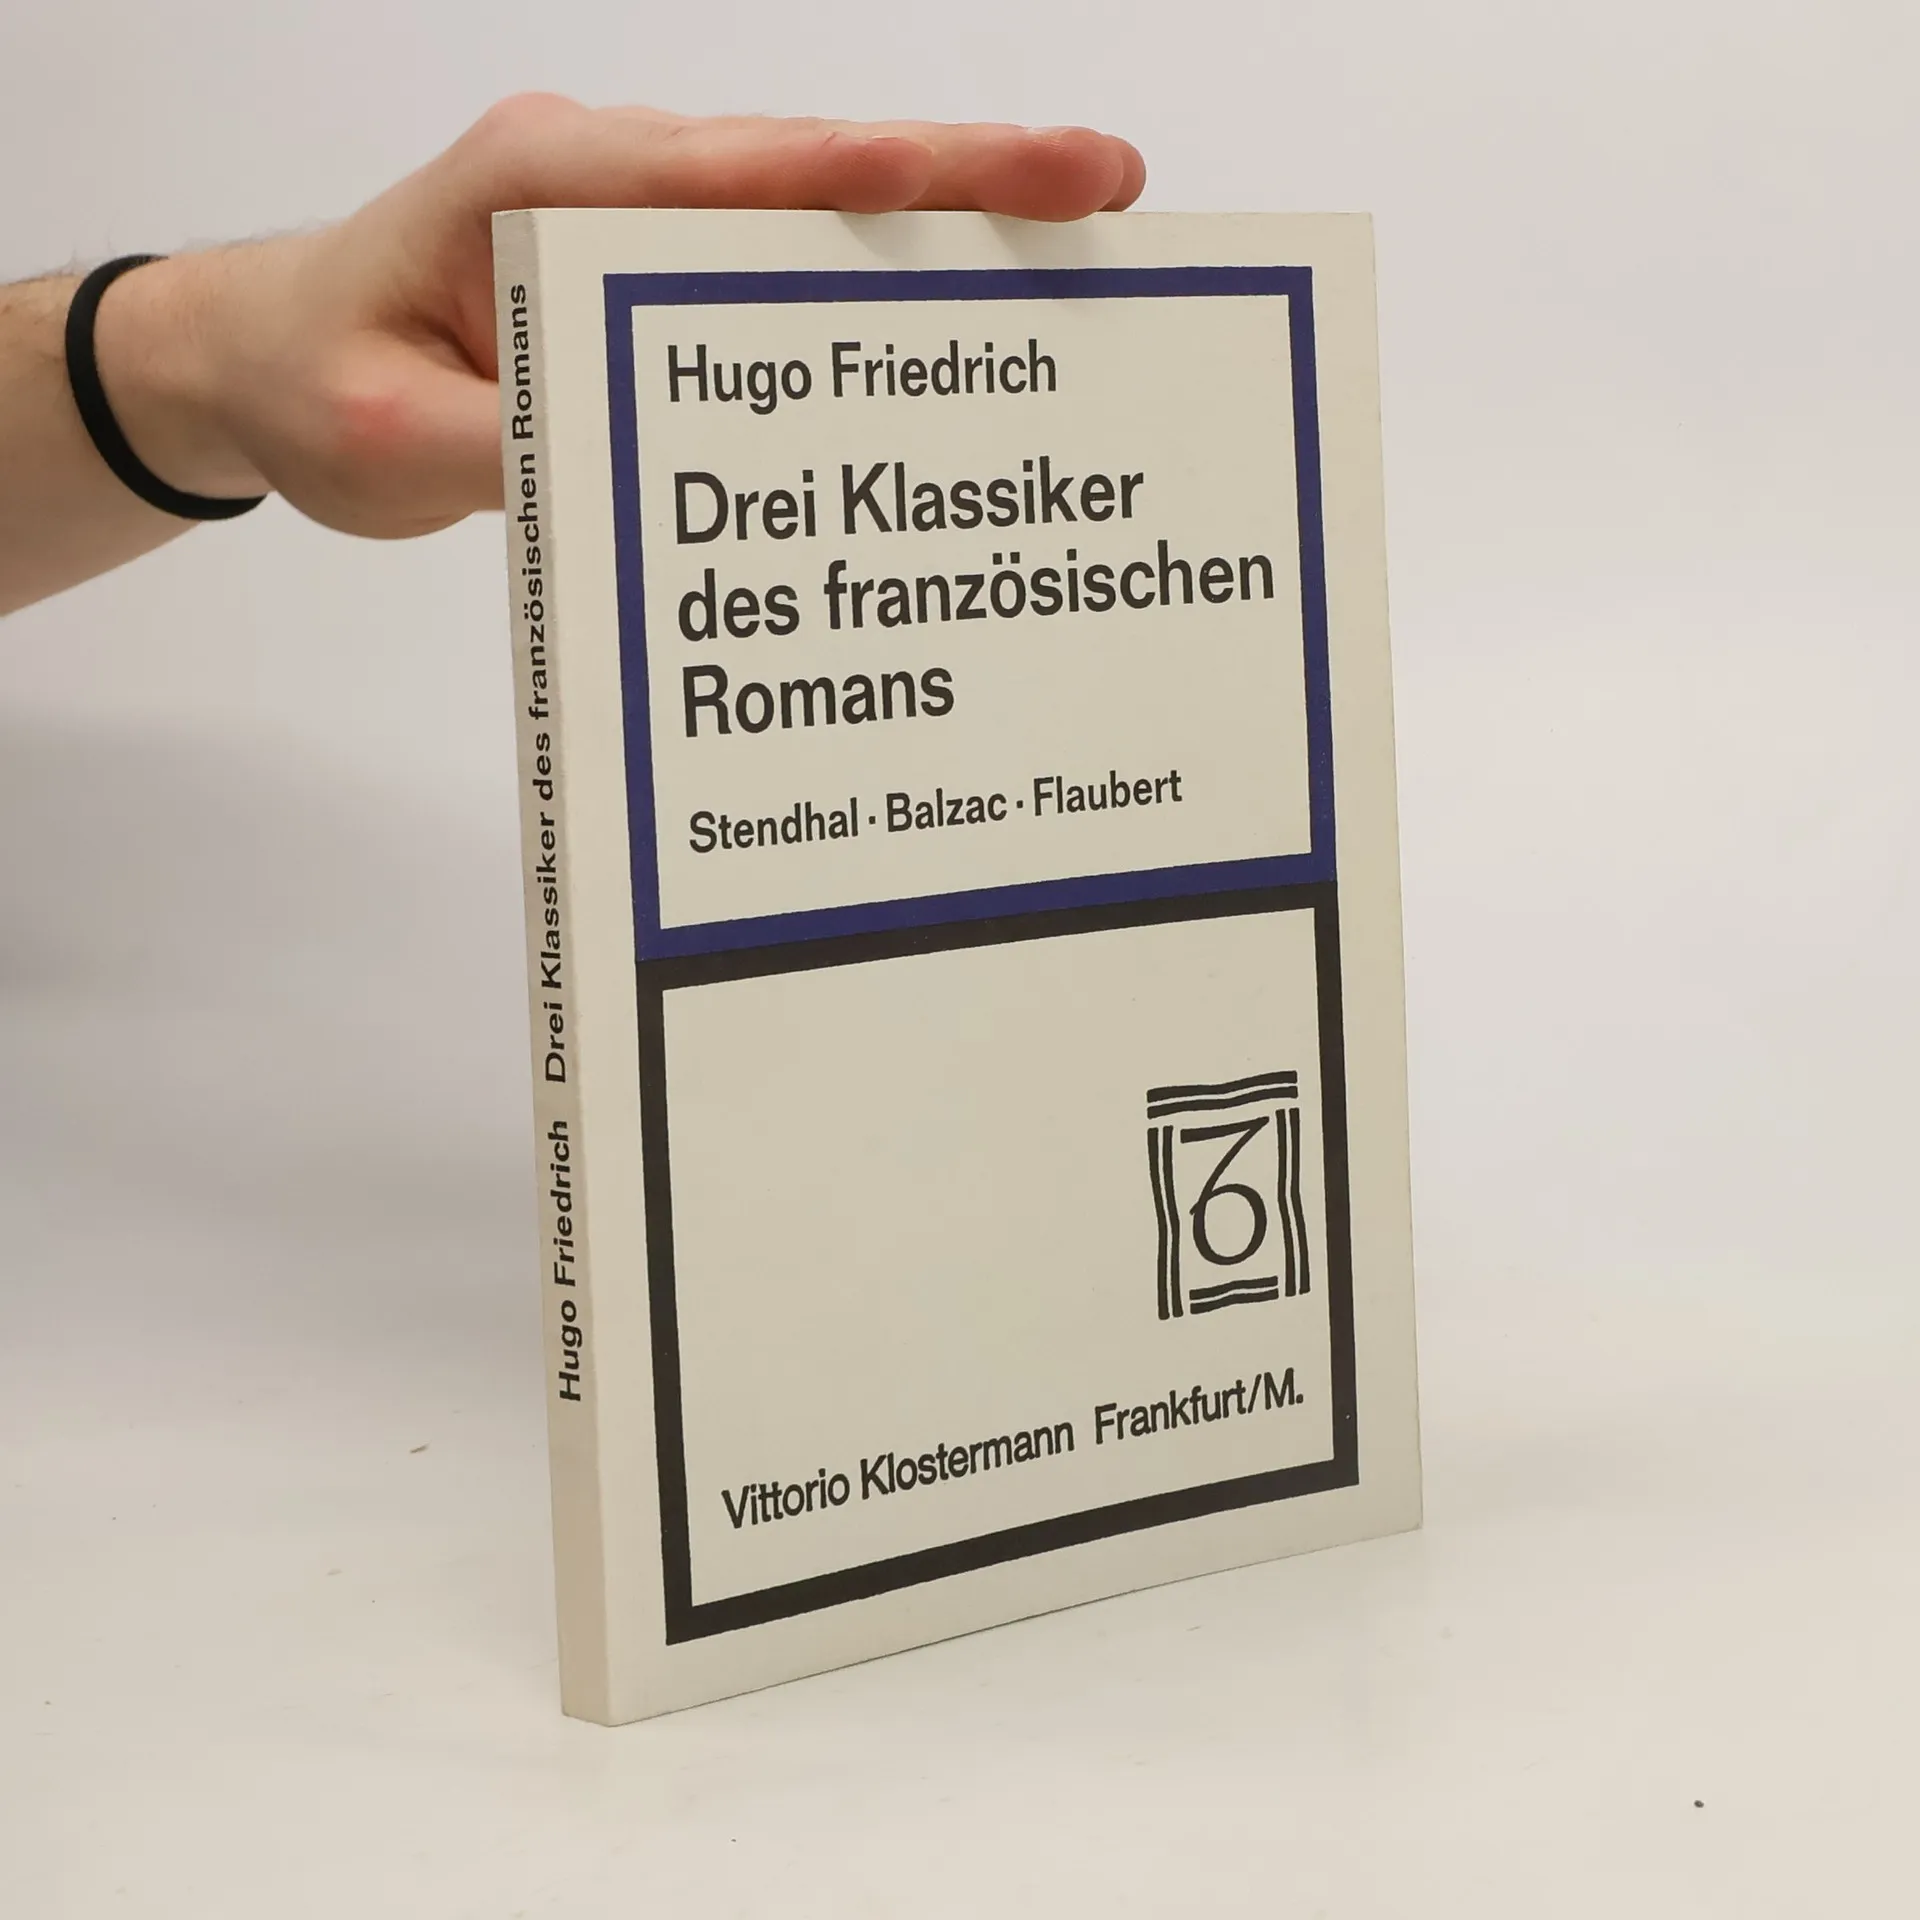 Hugo Friedrich
Drei Klassiker
des französischen
Romans
Stendhal · Balzac · Flaubert
Vittorio Klostermann Frankfurt/M.
Hugo Friedrich Drei Klassiker des französischen Romans